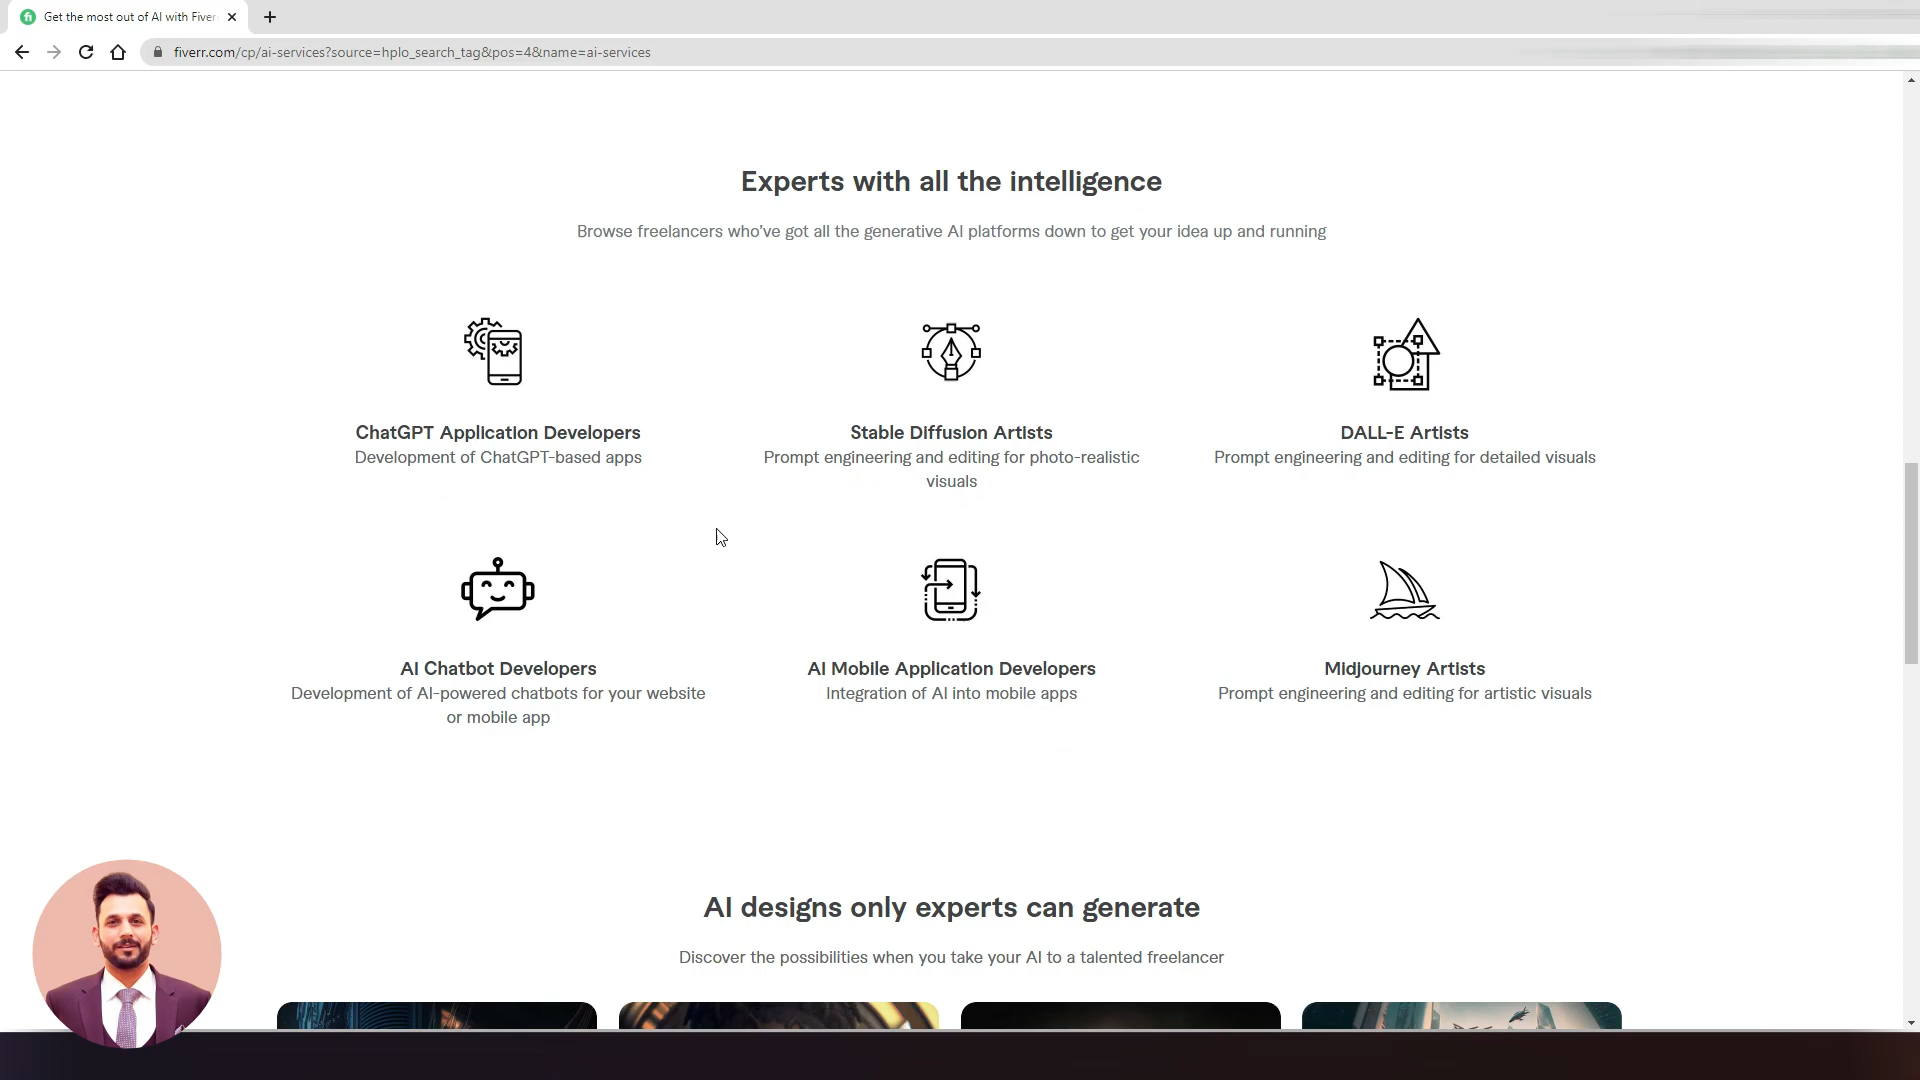 Get the most out of AI with Fiver
fiverr.com/cp/ai-services?source=hplo_search_tag&pos=4&name=ai-services
Experts with all the intelligence
Browse freelancers who've got all the generative AI platforms down to get your idea up and running
ChatGPT Application Developers
Development of ChatGPT-based apps
Stable Diffusion Artists
Prompt engineering and editing for photo-realistic
visuals
DALL-E Artists
Prompt engineering and editing for detailed visuals
AI Chatbot Developers
Development of AI-powered chatbots for your website
or mobile app
AI Mobile Application Developers
Integration of AI into mobile apps
Midjourney Artists
Prompt engineering and editing for artistic visuals
AI designs only experts can generate
Discover the possibilities when you take your AI to a talented freelancer